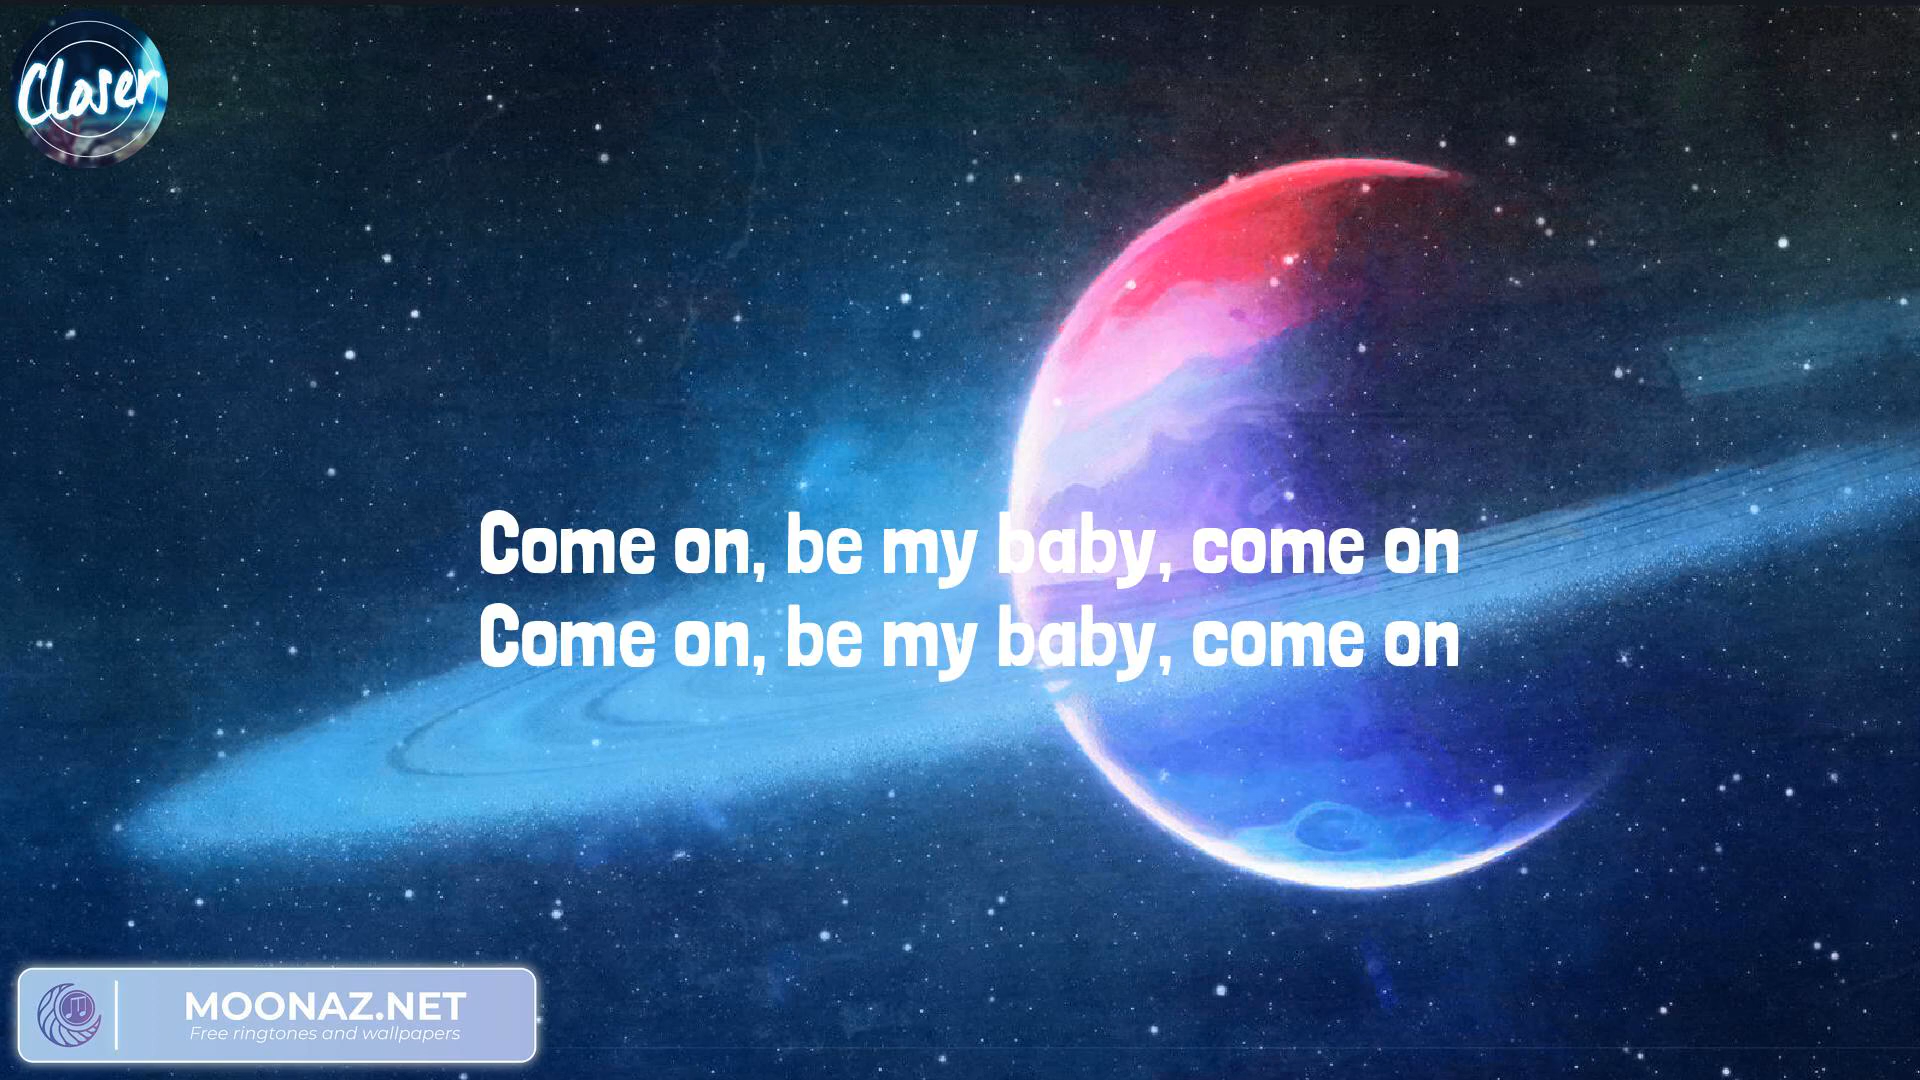 Closer
Come on, be my baby, come on
Come on, be my baby, come on
MOONAZ.NET
Free ringtones and wallpapers